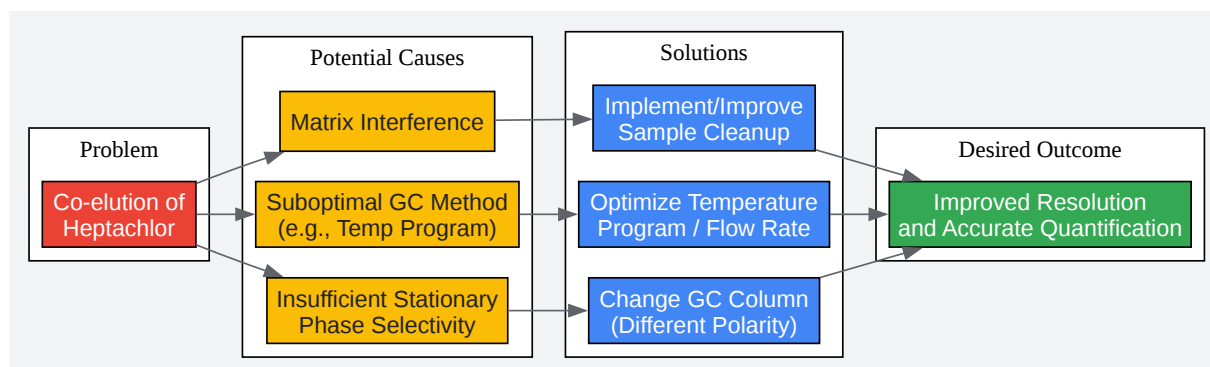 Problem
Co-elution of
Heptachlor
Potential Causes
Matrix Interference
Suboptimal GC Method
(e.g., Temp Program)
Insufficient Stationary
Phase Selectivity
Solutions
Implement/Improve
Sample Cleanup
Optimize Temperature
Program / Flow Rate
Change GC Column
(Different Polarity)
Desired Outcome
Improved Resolution
and Accurate Quantification